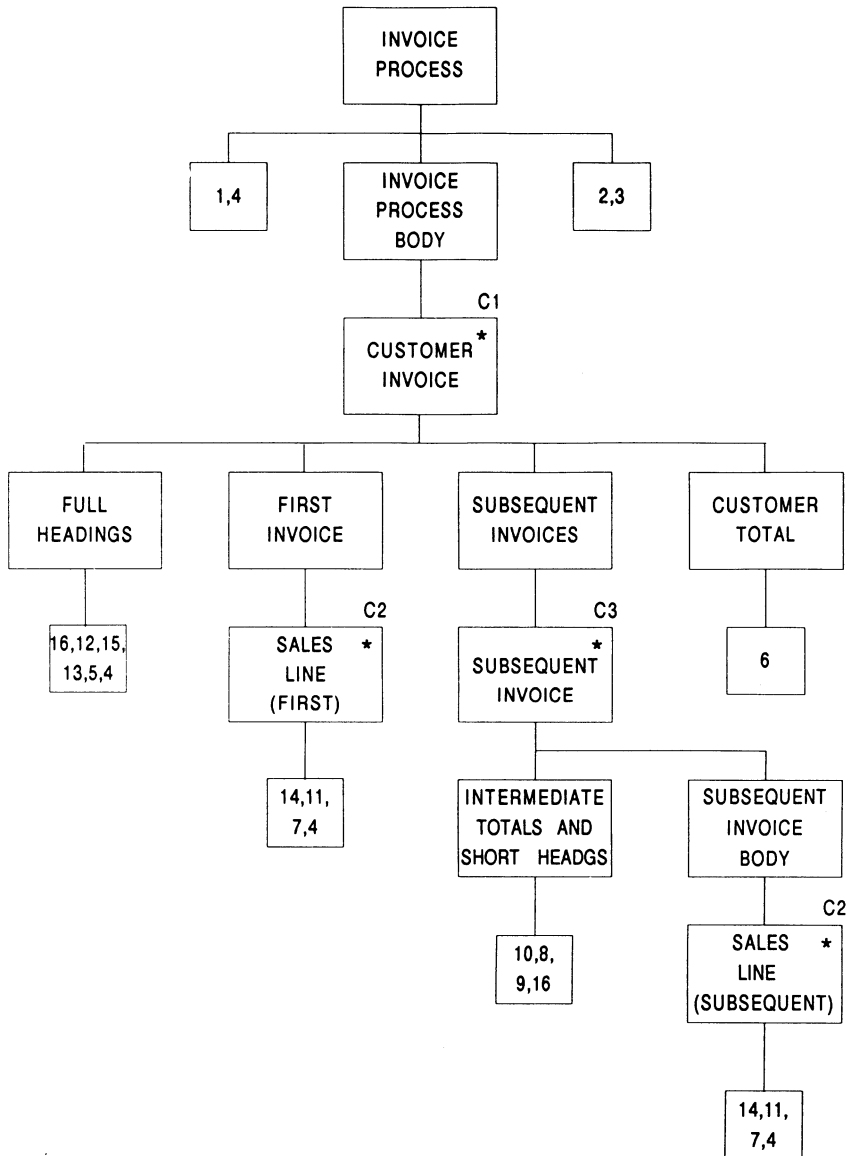 INVOICE
PROCESS
1,4
INVOICE
PROCESS
BODY
2,3
C1
CUSTOMER *
INVOICE
FULL
HEADINGS
FIRST
INVOICE
SUBSEQUENT
INVOICES
CUSTOMER
TOTAL
16,12,15,
13,5,4
C2
SALES *
LINE
(FIRST)
C3
*
SUBSEQUENT
INVOICE
6
14,11,
7,4
INTERMEDIATE
TOTALS AND
SHORT HEADGS
SUBSEQUENT
INVOICE
BODY
10,8,
9,16
C2
SALES *
LINE
(SUBSEQUENT)
14,11,
7,4